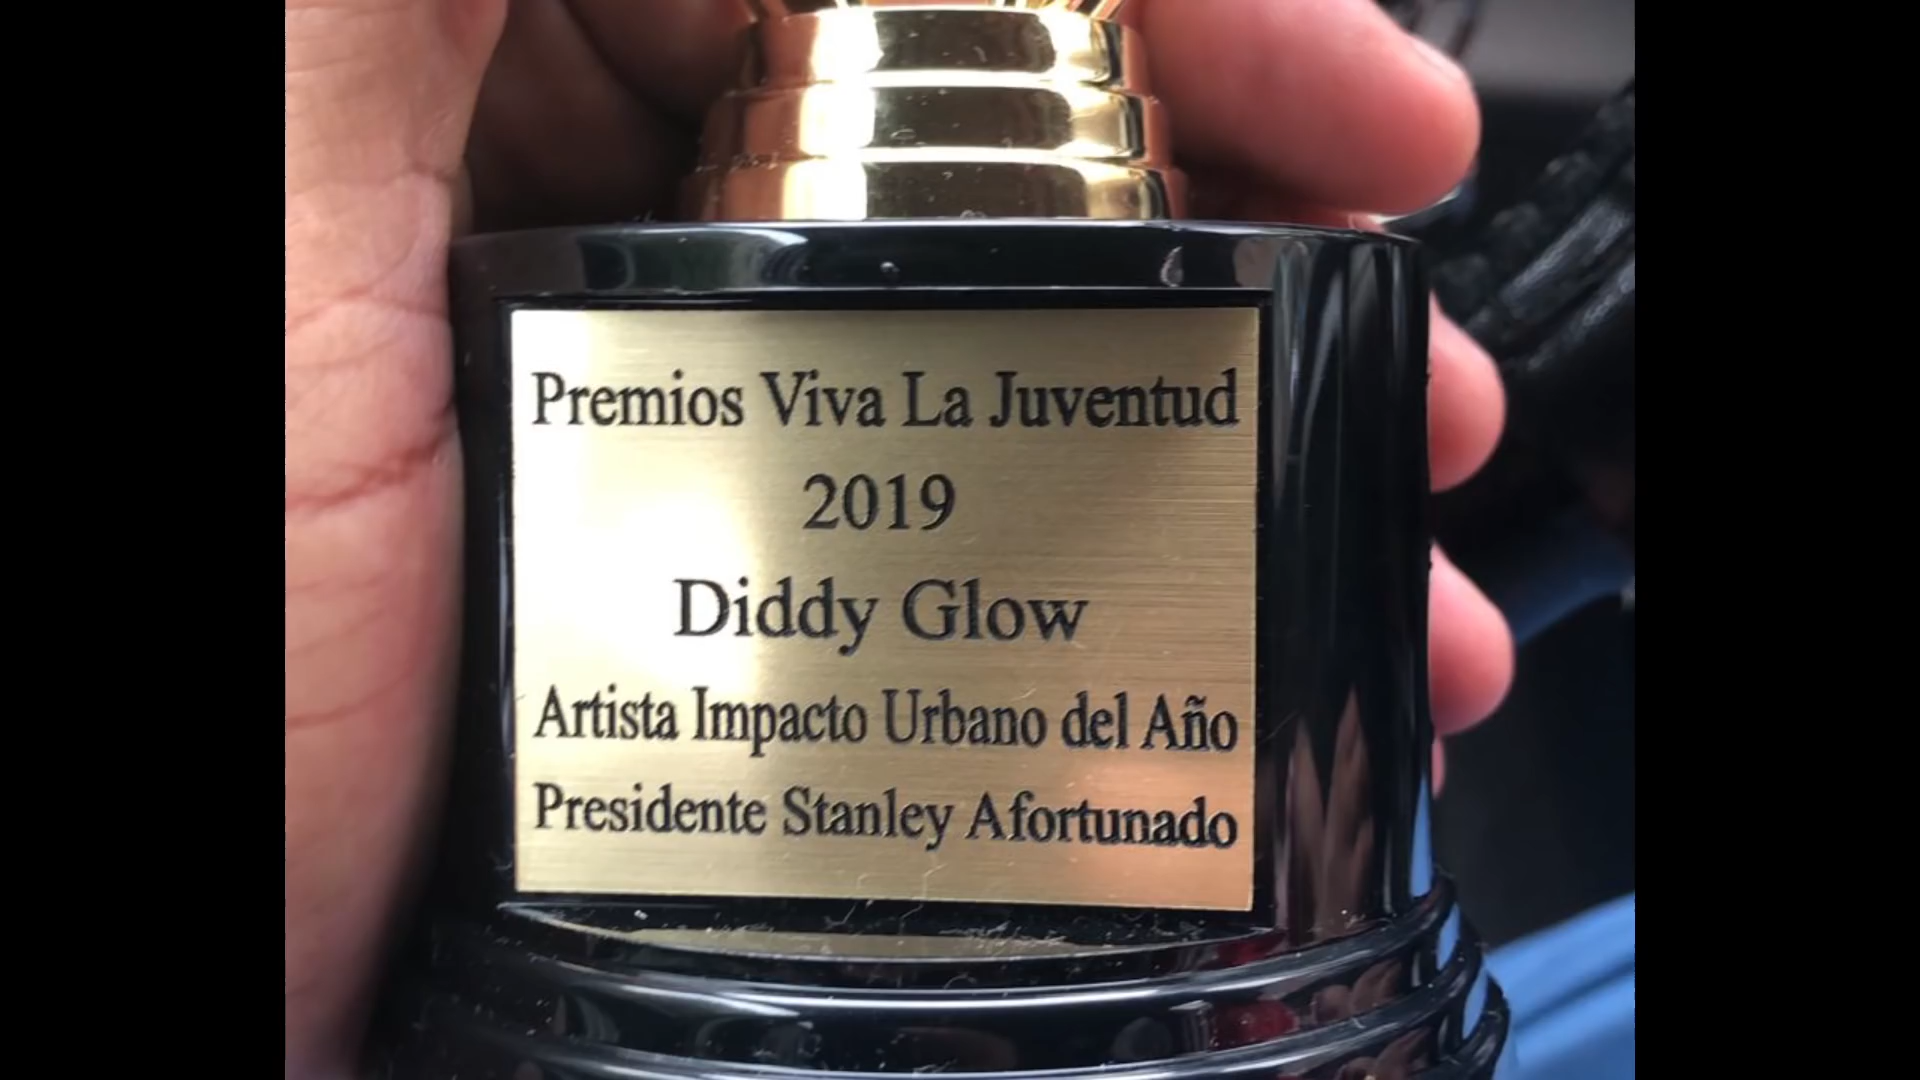 Premios Viva La Juventud
2019
Diddy Glow
Artista Impacto Urbano del Año
Presidente Stanley Afortunado